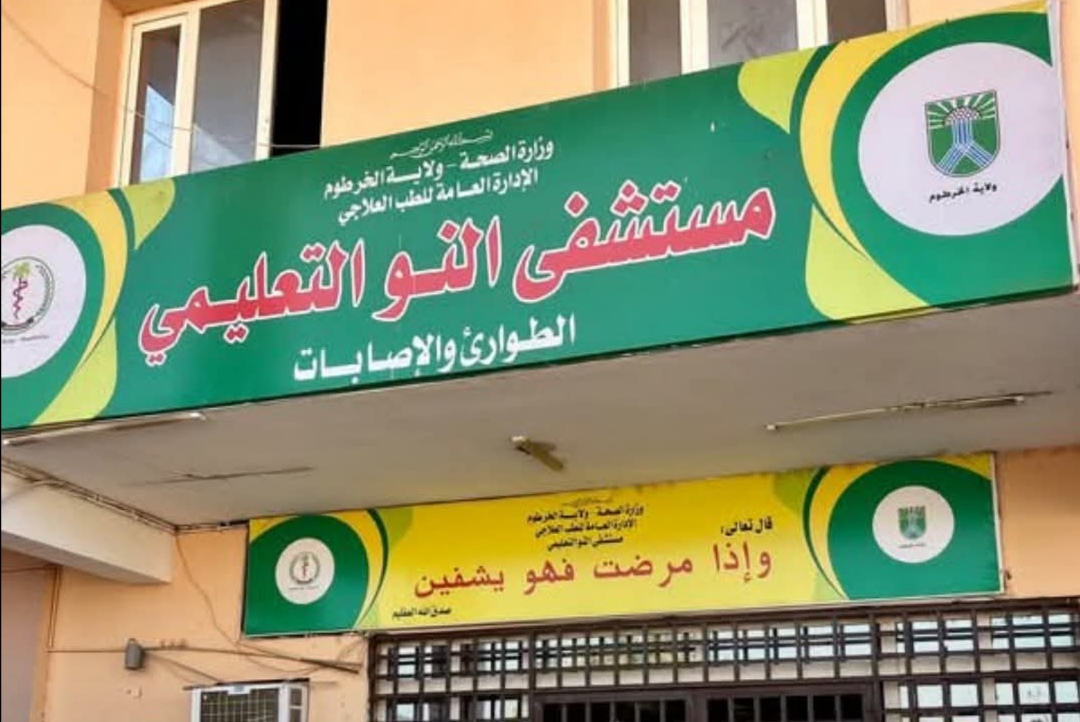 بسم الله الرحمن الرحيم
وزارة الصحة - ولاية الخرطوم
الإدارة العامة للطب العلاجي
مستشفى النو التعليمي
الطوارئ والإصابات
ولاية الخرطوم
وزارة الصحة - ولاية الخرطوم
الإدارة العامة للطب العلاجي
مستشفى النو التعليمي
قال تعالى:
وإذا مرضت فهو يشفين
صدق الله العظيم